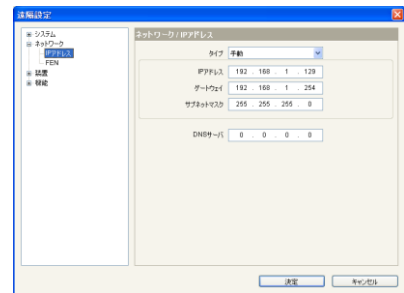 遠隔設定
システム
ネットワーク
IPアドレス
FEN
装置
機能
ネットワーク / IPアドレス
タイプ 手動
IPアドレス 192 . 168 . 1 . 129
ゲートウェイ 192 . 168 . 1 . 254
サブネットマスク 255 . 255 . 255 . 0
DNSサーバ 0 . 0 . 0 . 0
決定 キャンセル